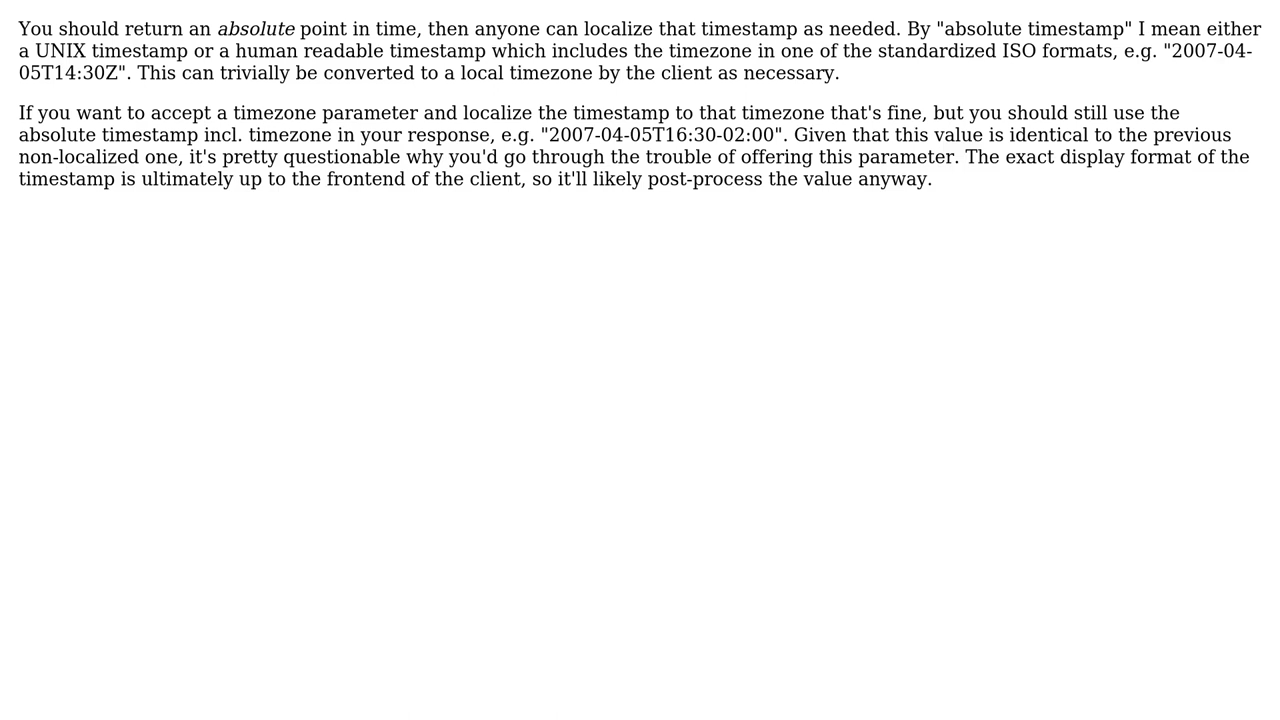 You should return an absolute point in time, then anyone can localize that timestamp as needed. By "absolute timestamp" I mean either
a UNIX timestamp or a human readable timestamp which includes the timezone in one of the standardized ISO formats, e.g. "2007-04-
05T14:30Z". This can trivially be converted to a local timezone by the client as necessary.
If you want to accept a timezone parameter and localize the timestamp to that timezone that's fine, but you should still use the
absolute timestamp incl. timezone in your response, e.g. "2007-04-05T16:30-02:00". Given that this value is identical to the previous
non-localized one, it's pretty questionable why you'd go through the trouble of offering this parameter. The exact display format of the
timestamp is ultimately up to the frontend of the client, so it'll likely post-process the value anyway.